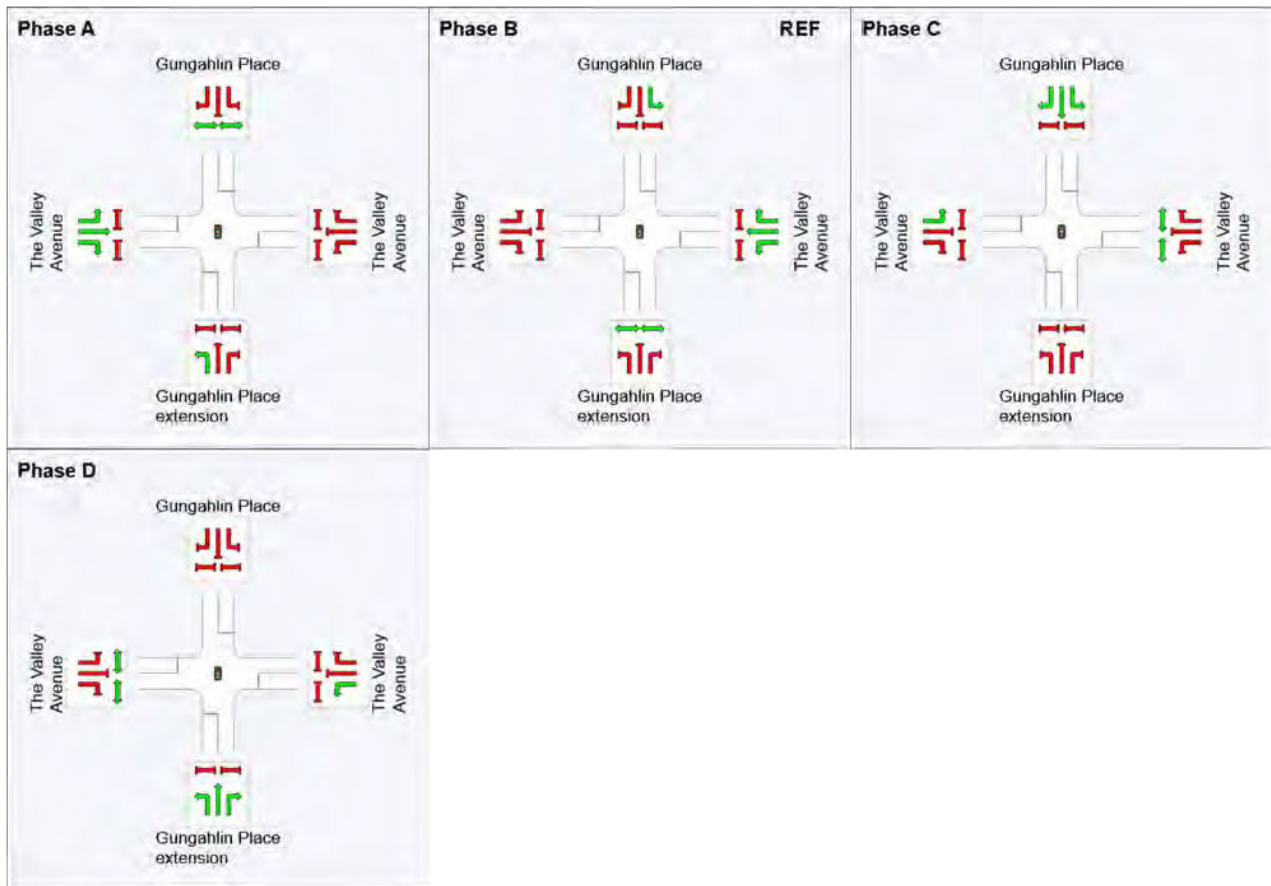 Phase A
Gungahlin Place
The Valley
Avenue
The Valley
Avenue
Gungahlin Place
extension
Phase B
REF
Gungahlin Place
The Valley
Avenue
The Valley
Avenue
Gungahlin Place
extension
Phase C
Gungahlin Place
The Valley
Avenue
The Valley
Avenue
Gungahlin Place
extension
Phase D
Gungahlin Place
The Valley
Avenue
The Valley
Avenue
Gungahlin Place
extension